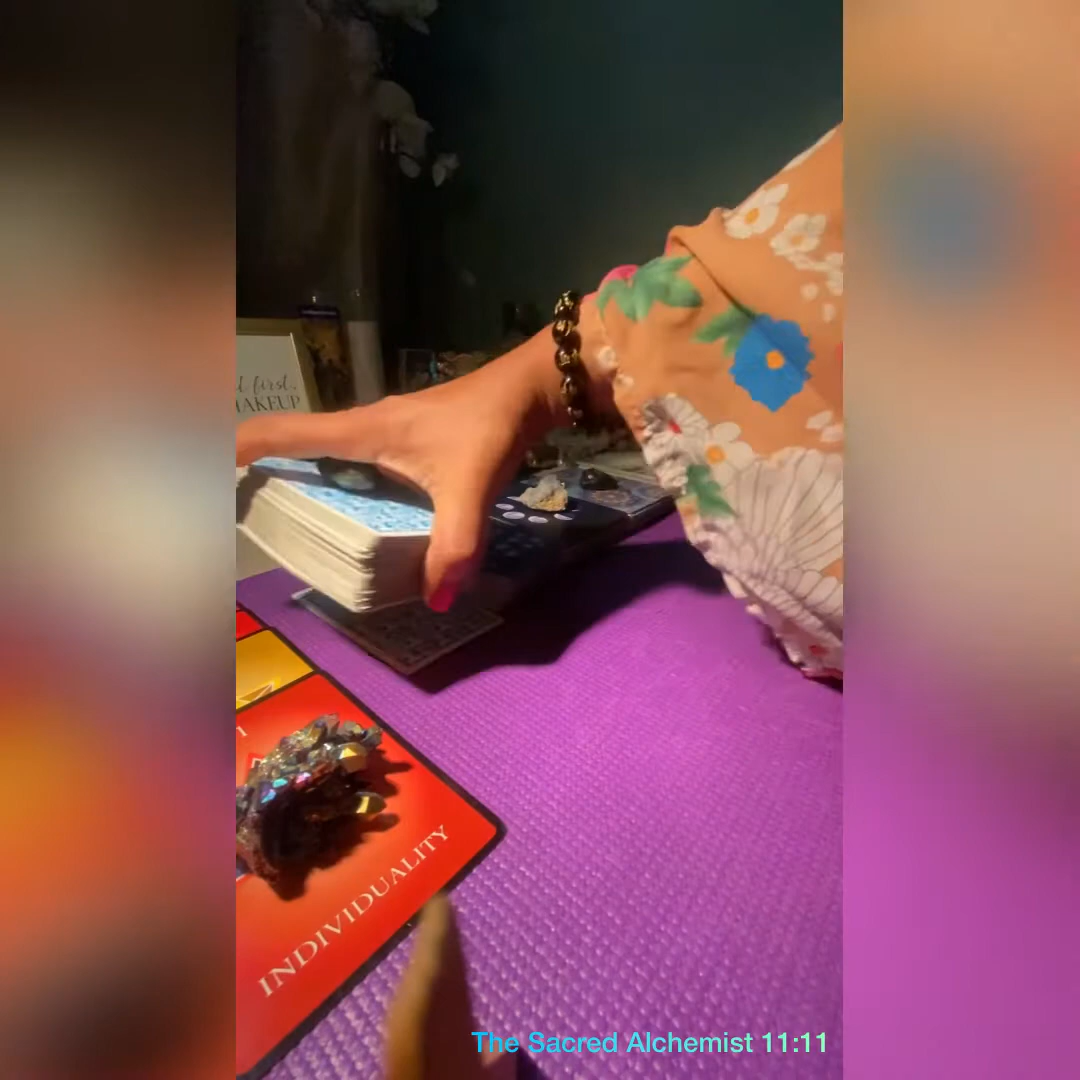 first.
MAKEUP
INDIVIDUALITY
The Sacred Alchemist 11:11